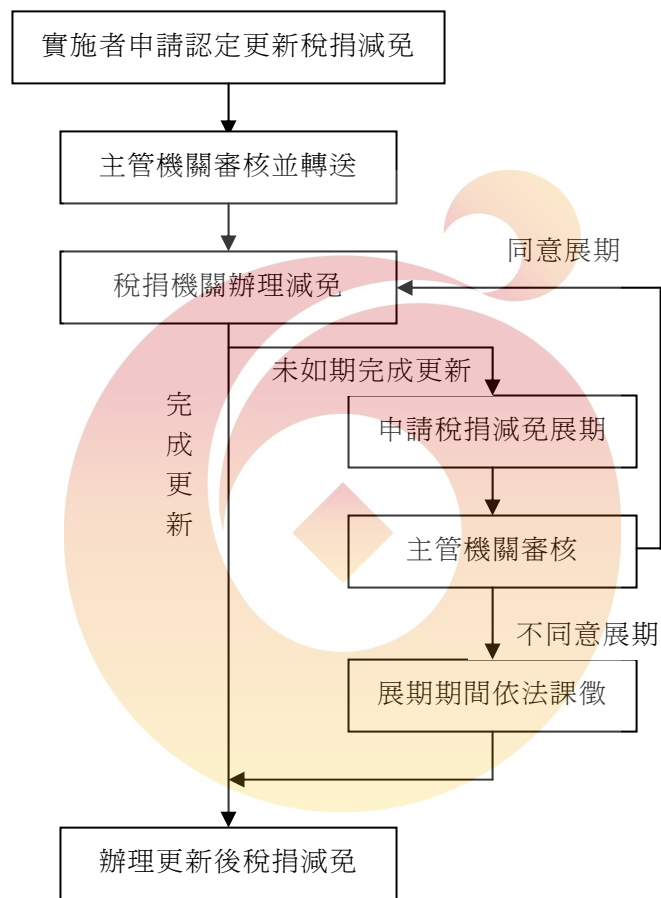 實施者申請認定更新稅捐減免
主管機關審核並轉送
同意展期
稅捐機關辦理減免
未如期完成更新
完成更新
申請稅捐減免展期
主管機關審核
不同意展期
展期期間依法課徵
辦理更新後稅捐減免